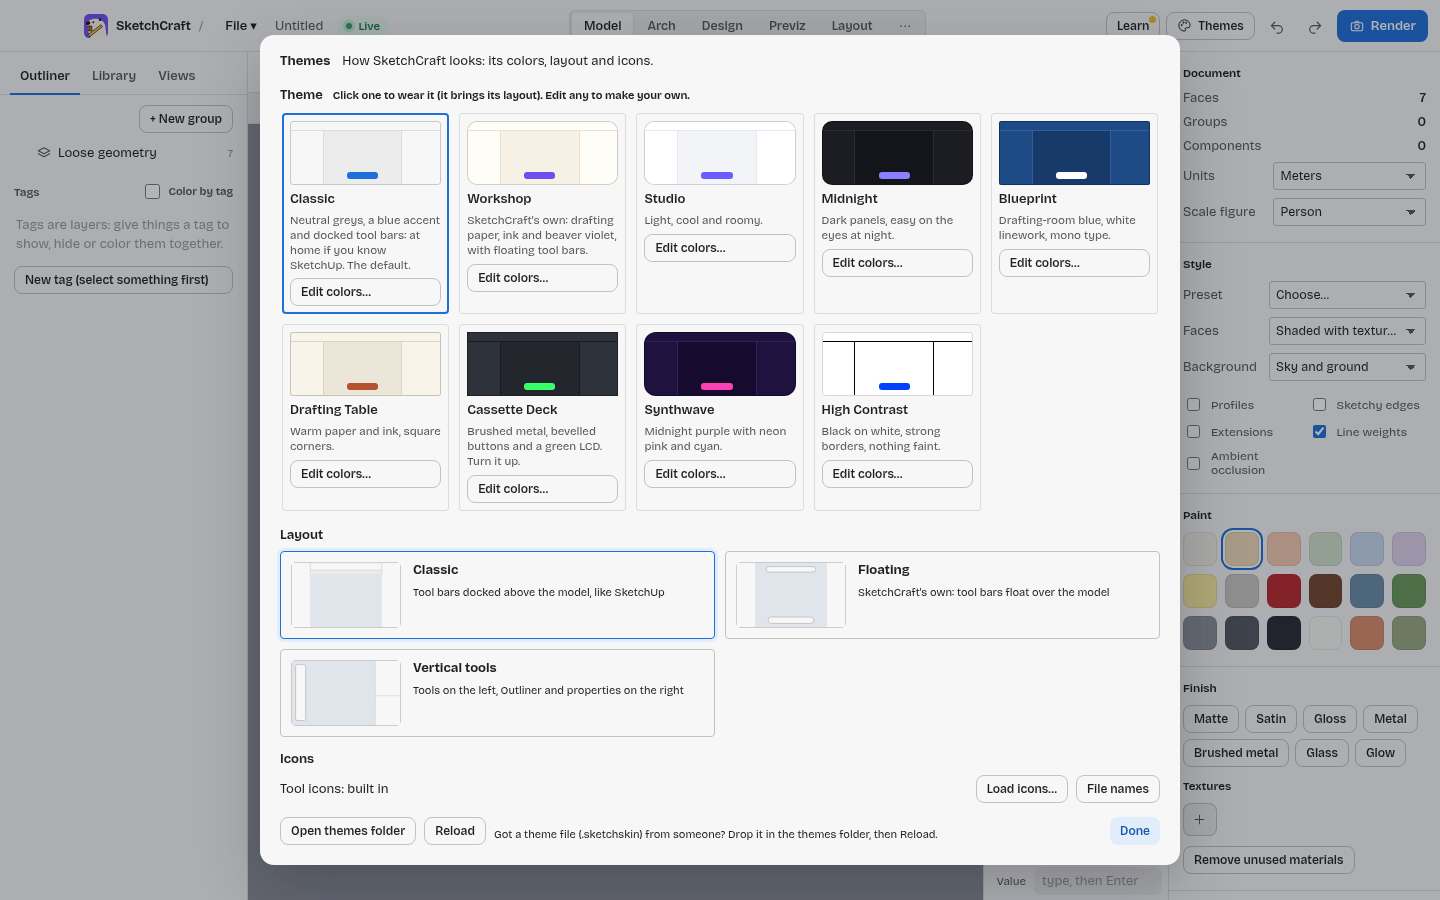 SketchCraft / File ▾ Untitled Live Model Arch Design Previz Layout ··· Learn Themes Render
Outliner Library Views
+ New group
Loose geometry 7
Tags Color by tag
Tags are layers: give things a tag to
show, hide or color them together.
New tag (select something first)
Themes How SketchCraft looks: its colors, layout and icons.
Theme Click one to wear it (it brings its layout). Edit any to make your own.
Classic
Neutral greys, a blue accent
and docked tool bars: at
home if you know
SketchUp. The default.
Edit colors...
Workshop
SketchCraft's own: drafting
paper, ink and beaver violet,
with floating tool bars.
Edit colors...
Studio
Light, cool and roomy.
Edit colors...
Midnight
Dark panels, easy on the
eyes at night.
Edit colors...
Blueprint
Drafting-room blue, white
linework, mono type.
Edit colors...
Drafting Table
Warm paper and ink, square
corners.
Edit colors...
Cassette Deck
Brushed metal, bevelled
buttons and a green LCD.
Turn it up.
Edit colors...
Synthwave
Midnight purple with neon
pink and cyan.
Edit colors...
High Contrast
Black on white, strong
borders, nothing faint.
Edit colors...
Layout
Classic
Tool bars docked above the model, like SketchUp
Floating
SketchCraft's own: tool bars float over the model
Vertical tools
Tools on the left, Outliner and properties on the right
Icons
Tool icons: built in
Load icons...
File names
Open themes folder
Reload
Got a theme file (.sketchskin) from someone? Drop it in the themes folder, then Reload.
Done
Document
Faces 7
Groups 0
Components 0
Units Meters
Scale figure Person
Style
Preset Choose...
Faces Shaded with textur...
Background Sky and ground
Profiles Sketchy edges
Extensions Line weights
Ambient
occlusion
Paint
Finish
Matte Satin Gloss Metal
Brushed metal Glass Glow
Textures
+
Remove unused materials
Value type, then Enter